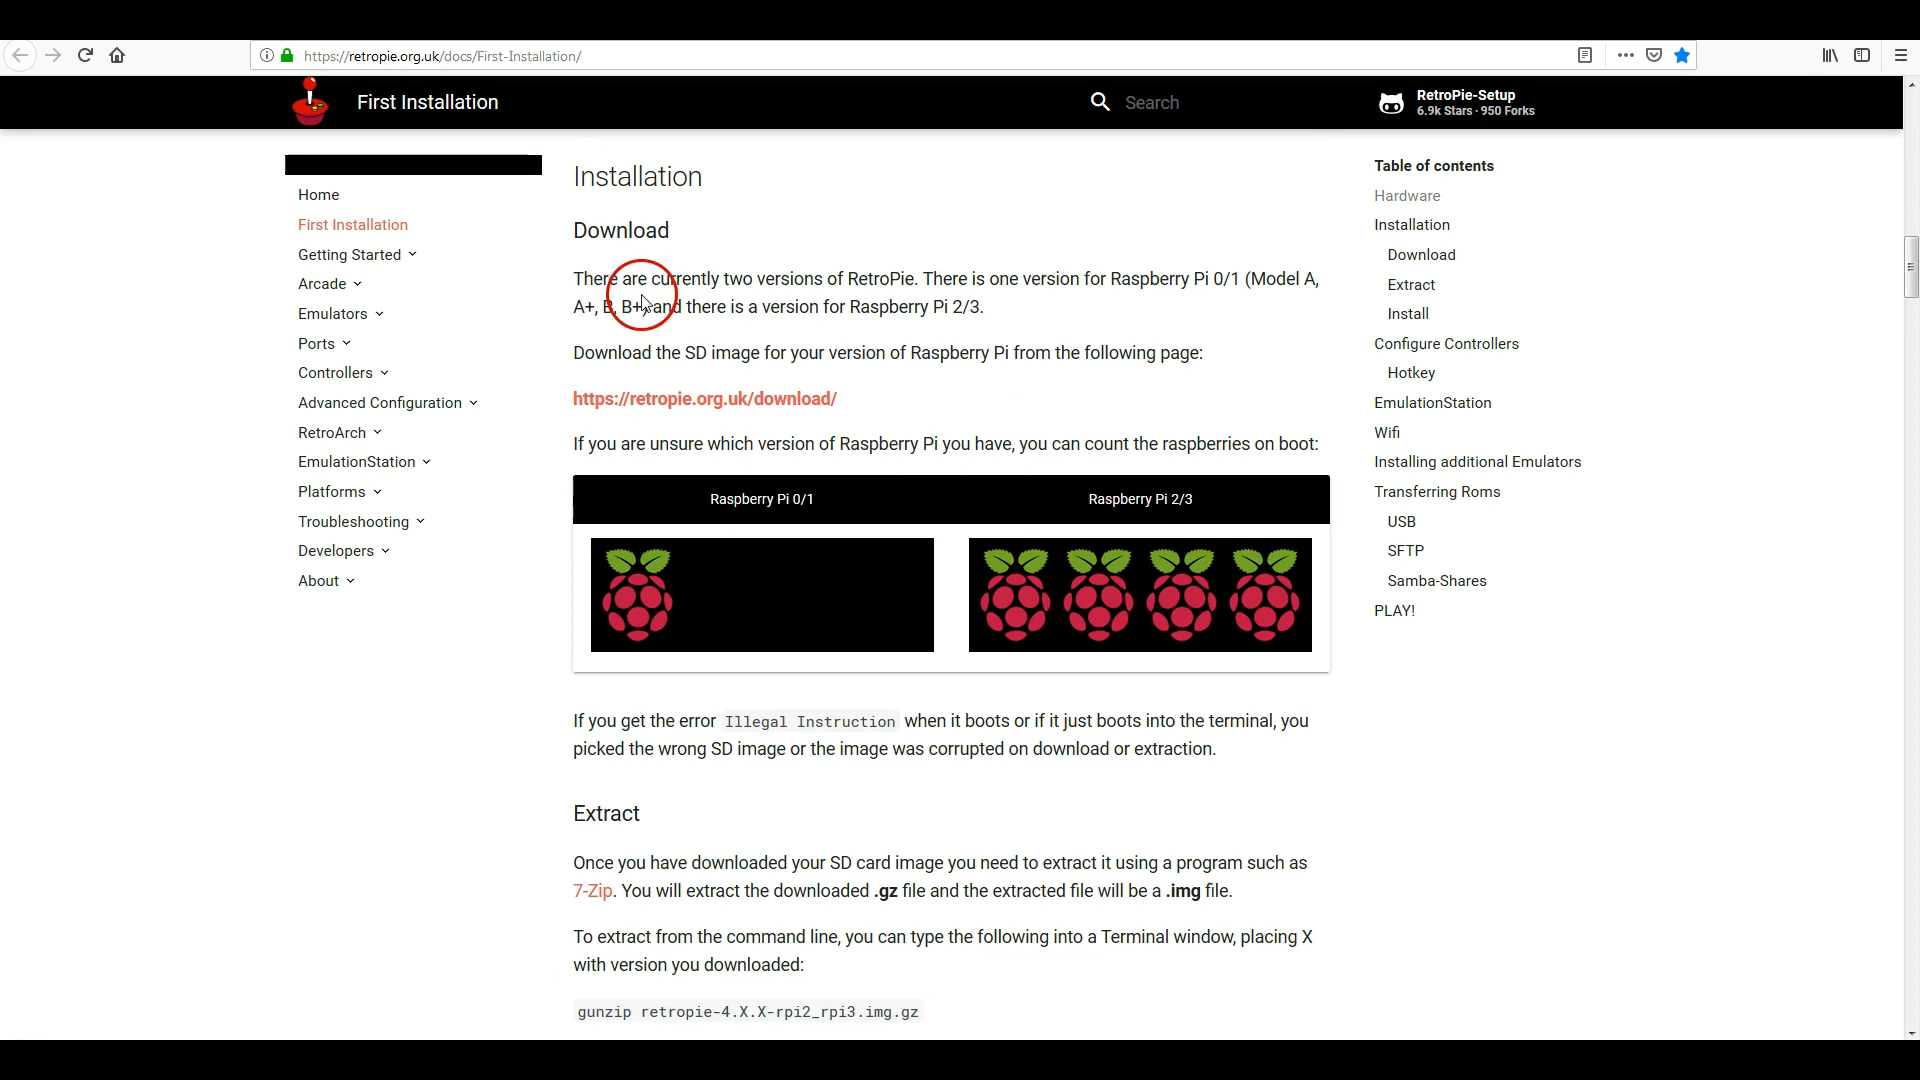 https://retropie.org.uk/docs/First-Installation/
First Installation
Search
RetroPie-Setup
6.9k Stars · 950 Forks
Home
First Installation
Getting Started
Arcade
Emulators
Ports
Controllers
Advanced Configuration
RetroArch
EmulationStation
Platforms
Troubleshooting
Developers
About
Installation
Download
There are currently two versions of RetroPie. There is one version for Raspberry Pi 0/1 (Model A,
A+, B, B+) and there is a version for Raspberry Pi 2/3.
Download the SD image for your version of Raspberry Pi from the following page:
https://retropie.org.uk/download/
If you are unsure which version of Raspberry Pi you have, you can count the raspberries on boot:
Raspberry Pi 0/1
Raspberry Pi 2/3
If you get the error Illegal Instruction when it boots or if it just boots into the terminal, you
picked the wrong SD image or the image was corrupted on download or extraction.
Extract
Once you have downloaded your SD card image you need to extract it using a program such as
7-Zip. You will extract the downloaded .gz file and the extracted file will be a .img file.
To extract from the command line, you can type the following into a Terminal window, placing X
with version you downloaded:
gunzip retropie-4.X.X-rpi2_rpi3.img.gz
Table of contents
Hardware
Installation
Download
Extract
Install
Configure Controllers
Hotkey
EmulationStation
Wifi
Installing additional Emulators
Transferring Roms
USB
SFTP
Samba-Shares
PLAY!